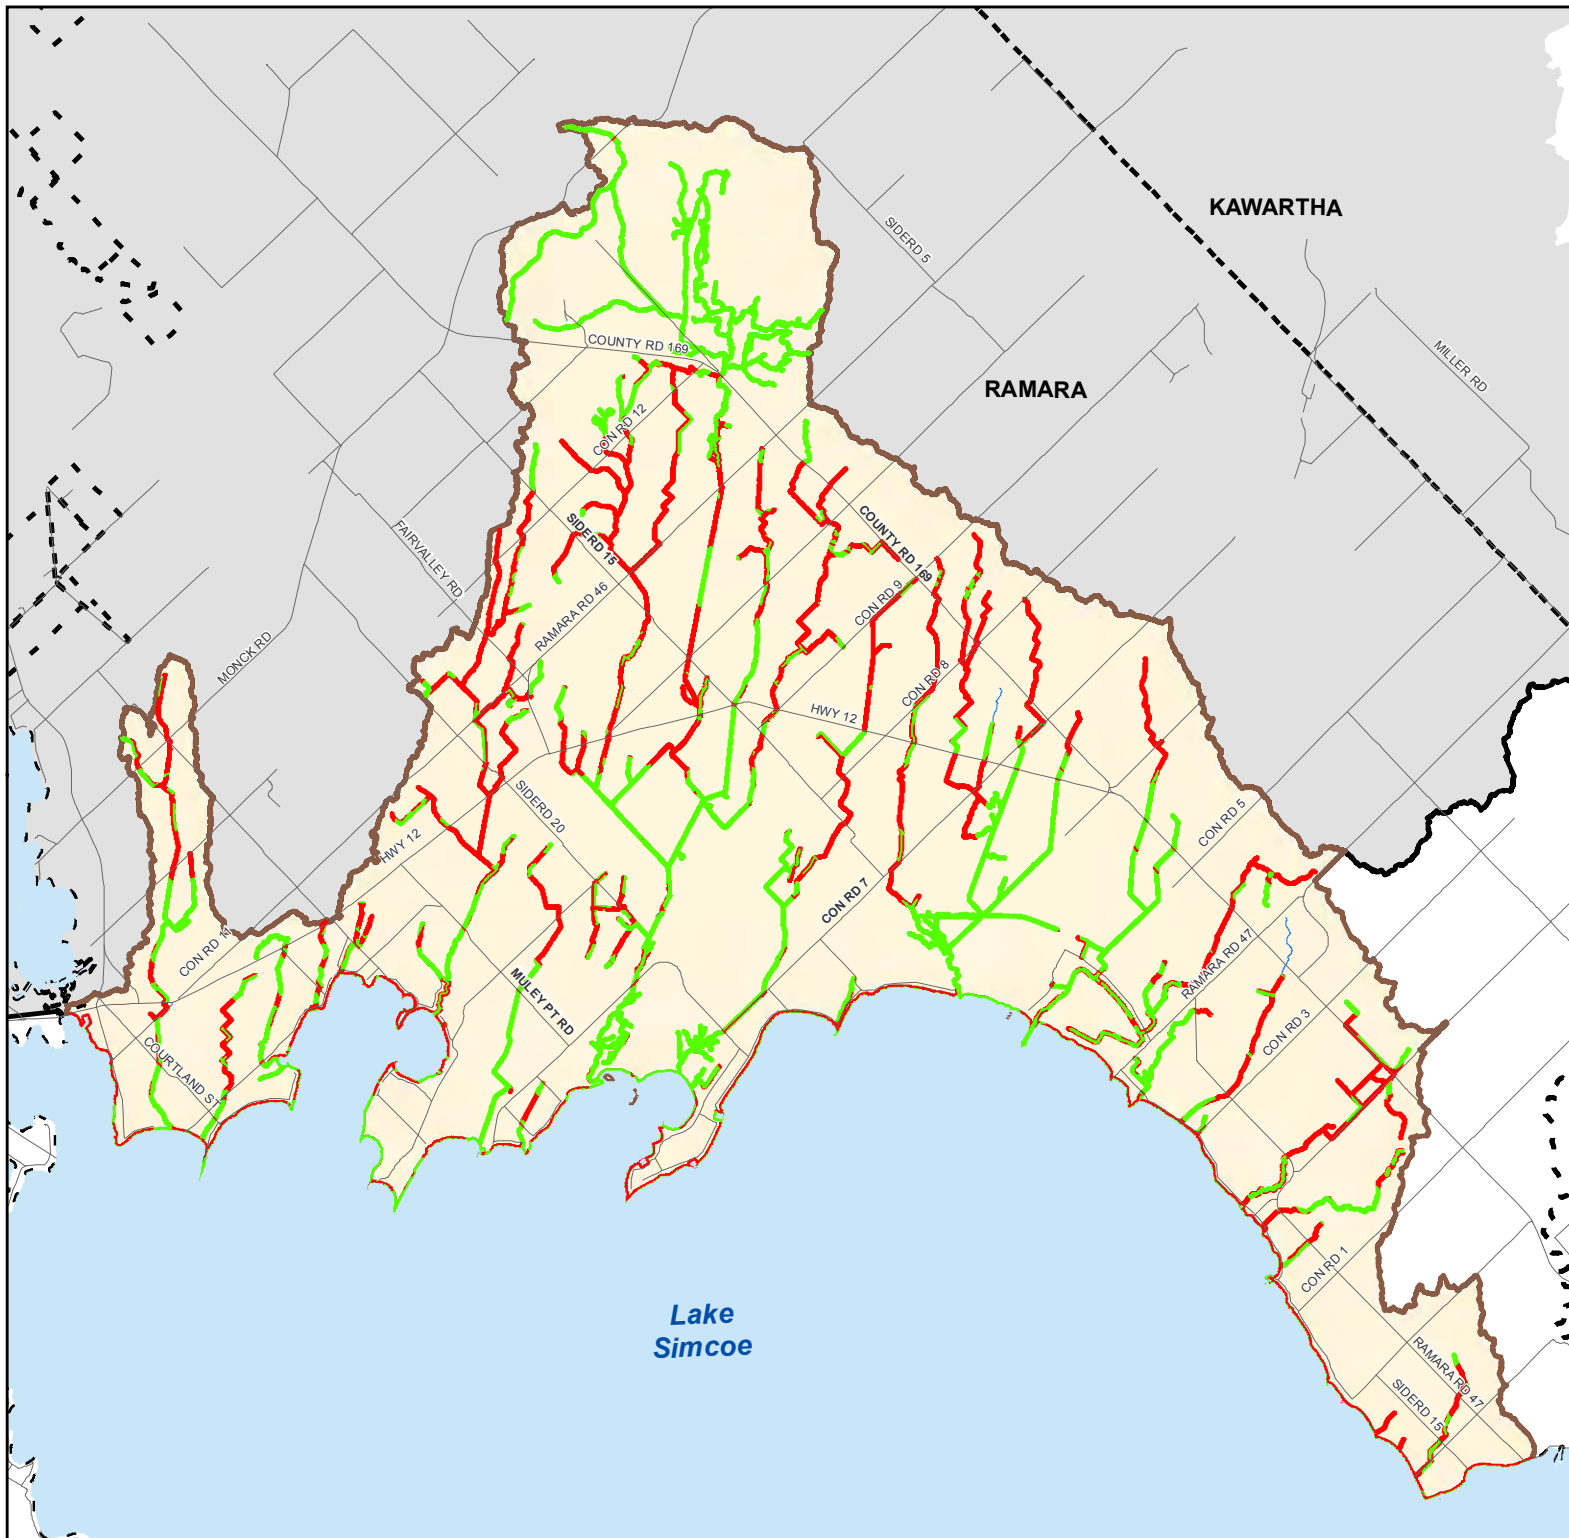 KAWARTHA
SIDERD 5
COUNTY RD 169
MILLER RD
RAMARA
CON RD 12
SIDERD 15
COUNTY RD 169
FAIRVALLEY RD
RAMARA RD 46
CON RD 9
MONCK RD
CON RD 8
HWY 12
SIDERD 20
HWY 12
CON RD 5
CON RD 7
CON RD 11
RAMARA RD 47
MULEY PT RD
CON RD 3
COURTLAND ST
CON RD 1
Lake
Simcoe
RAMARA RD 47
SIDERD 15